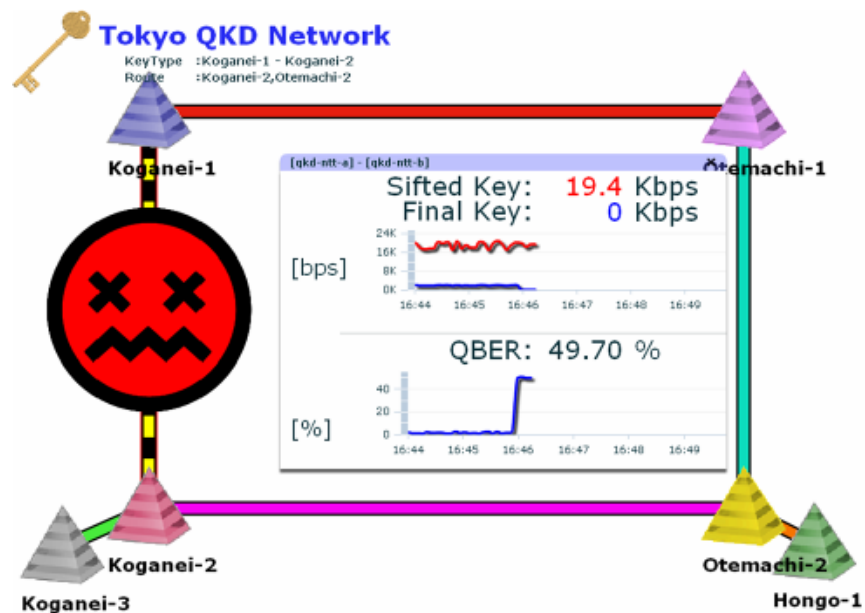 Tokyo QKD Network
KeyType :Koganei-1 - Koganei-2
Route :Koganei-2,Otemachi-2
Koganei-1
Otemachi-1
[qkd-ntt-a] - [qkd-ntt-b]
Sifted Key: 19.4 Kbps
Final Key: 0 Kbps
[bps]
24K
16K
8K
0K
16:44 16:45 16:46 16:47 16:48 16:49
QBER: 49.70 %
[%]
40
20
0
16:44 16:45 16:46 16:47 16:48 16:49
Koganei-2
Otemachi-2
Koganei-3
Hongo-1